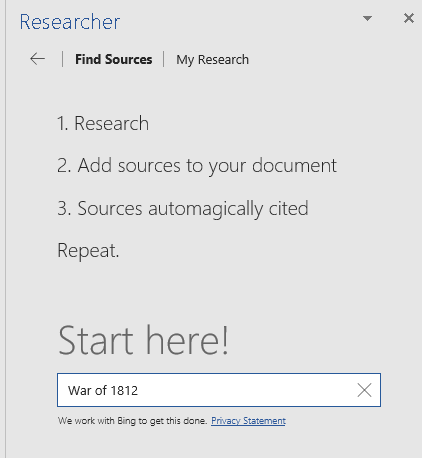 Researcher
Find Sources My Research
1. Research
2. Add sources to your document
3. Sources automagically cited
Repeat.
Start here!
War of 1812
We work with Bing to get this done. Privacy Statement